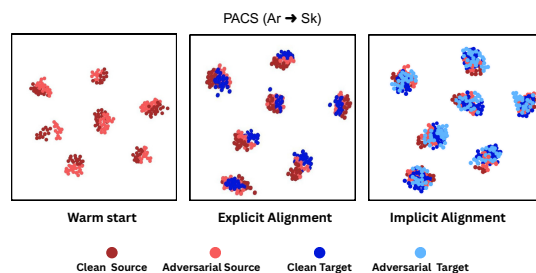 PACS (Ar ➔ Sk)
Warm start
Explicit Alignment
Implicit Alignment
Clean Source
Adversarial Source
Clean Target
Adversarial Target